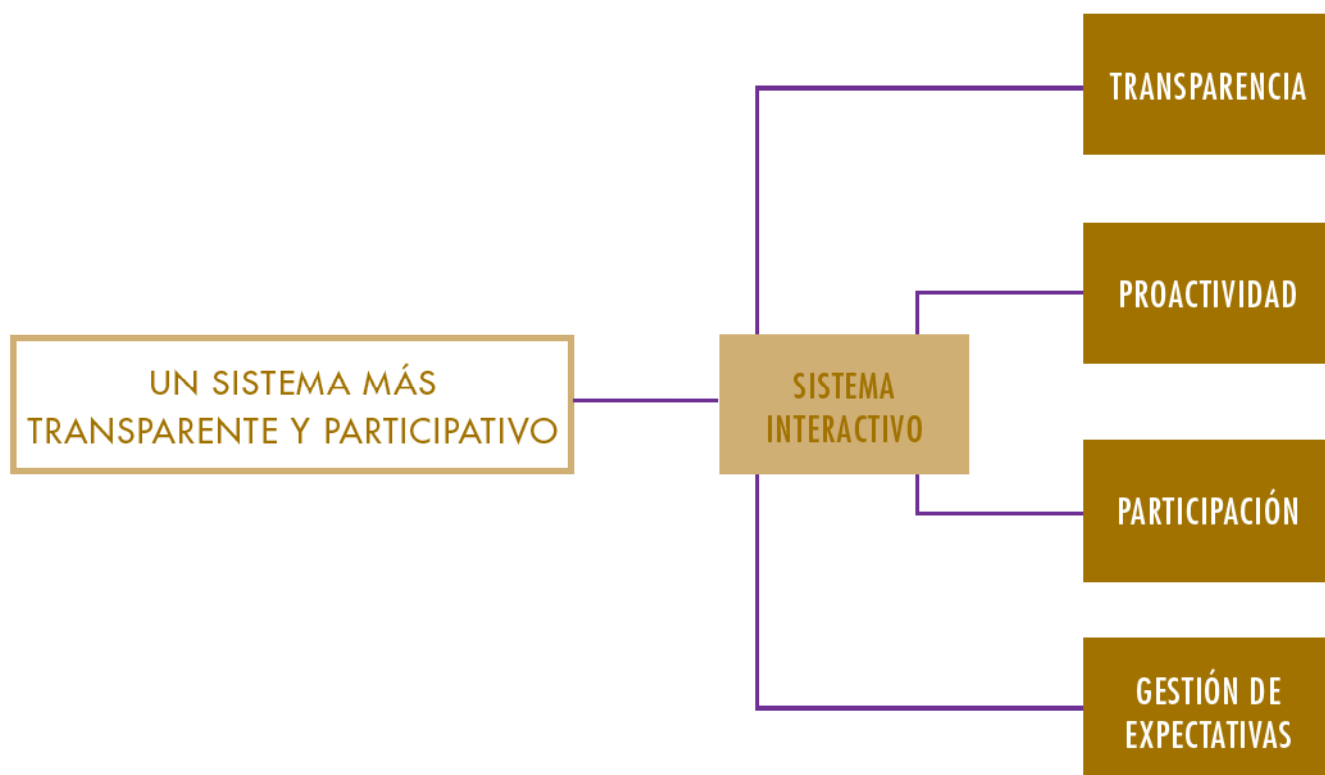 TRANSPARENCIA
PROACTIVIDAD
UN SISTEMA MÁS
TRANSPARENTE Y PARTICIPATIVO
SISTEMA
INTERACTIVO
PARTICIPACIÓN
GESTIÓN DE
EXPECTATIVAS